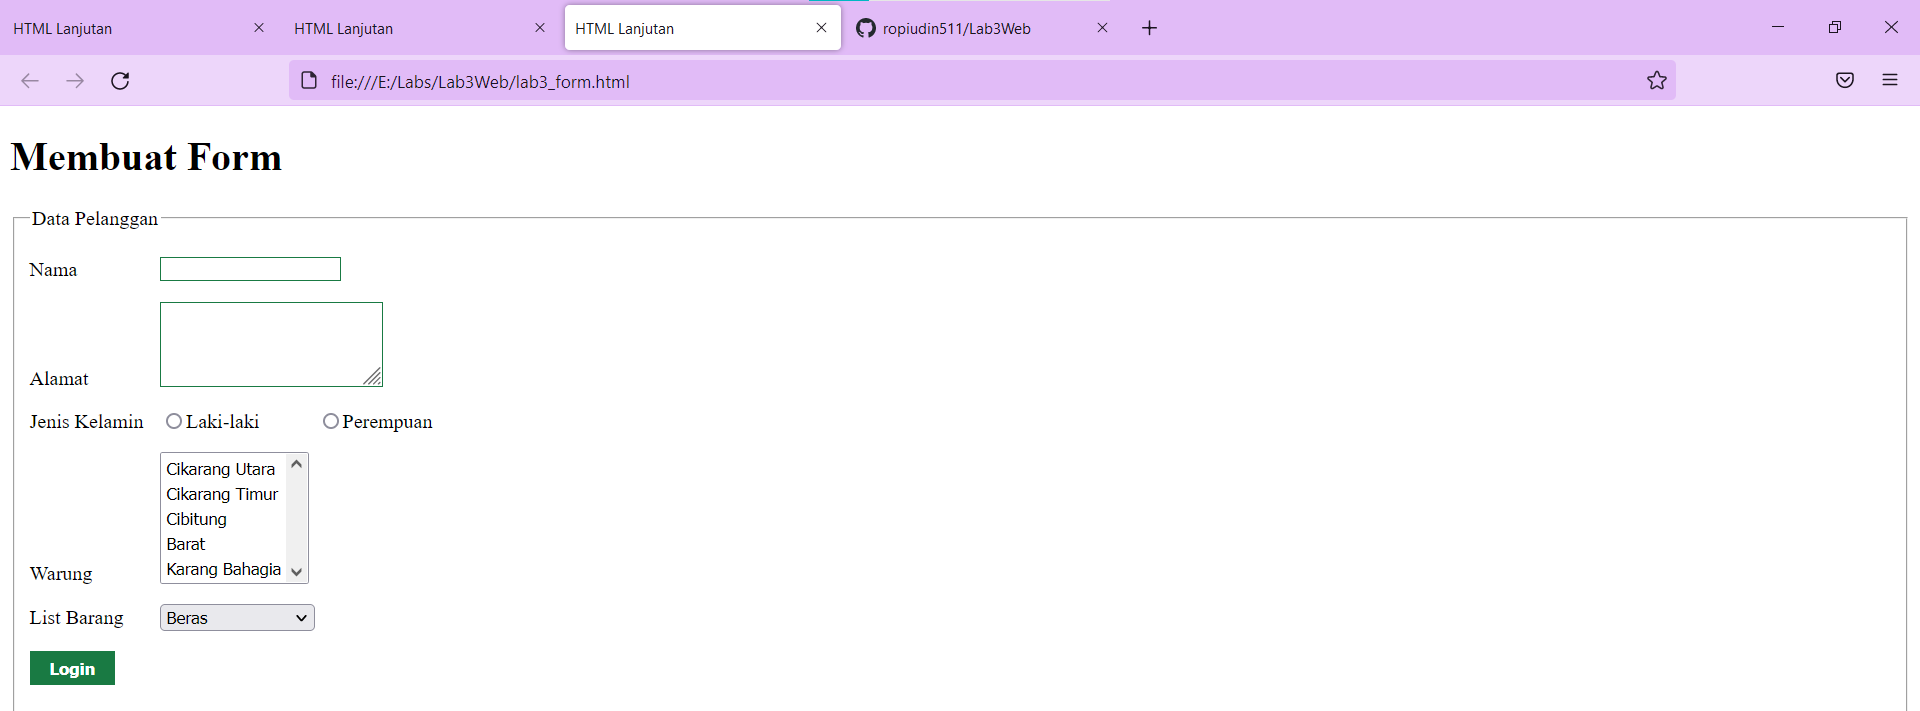 HTML Lanjutan
HTML Lanjutan
HTML Lanjutan
ropiudin511/Lab3Web
file:///E:/Labs/Lab3Web/lab3_form.html
Membuat Form
Data Pelanggan
Nama
Alamat
Jenis Kelamin Laki-laki Perempuan
Cikarang Utara
Cikarang Timur
Cibitung
Barat
Karang Bahagia
Warung
List Barang Beras
Login